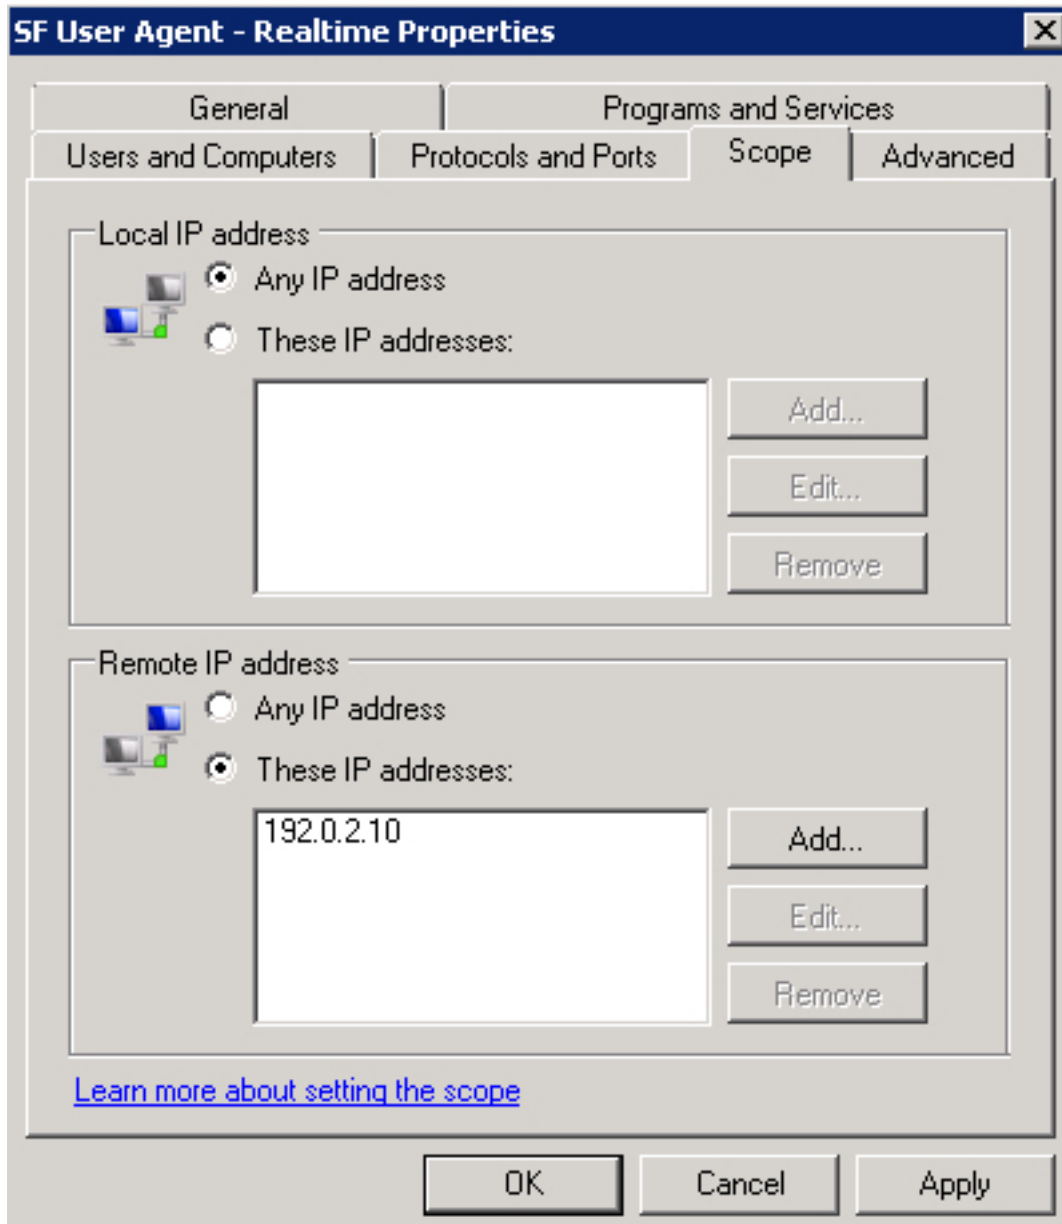 SF User Agent - Realtime Properties
General
Programs and Services
Users and Computers
Protocols and Ports
Scope
Advanced
Local IP address
Any IP address
These IP addresses:
Add...
Edit...
Remove
Remote IP address
Any IP address
These IP addresses:
192.0.2.10
Add...
Edit...
Remove
Learn more about setting the scope
OK
Cancel
Apply